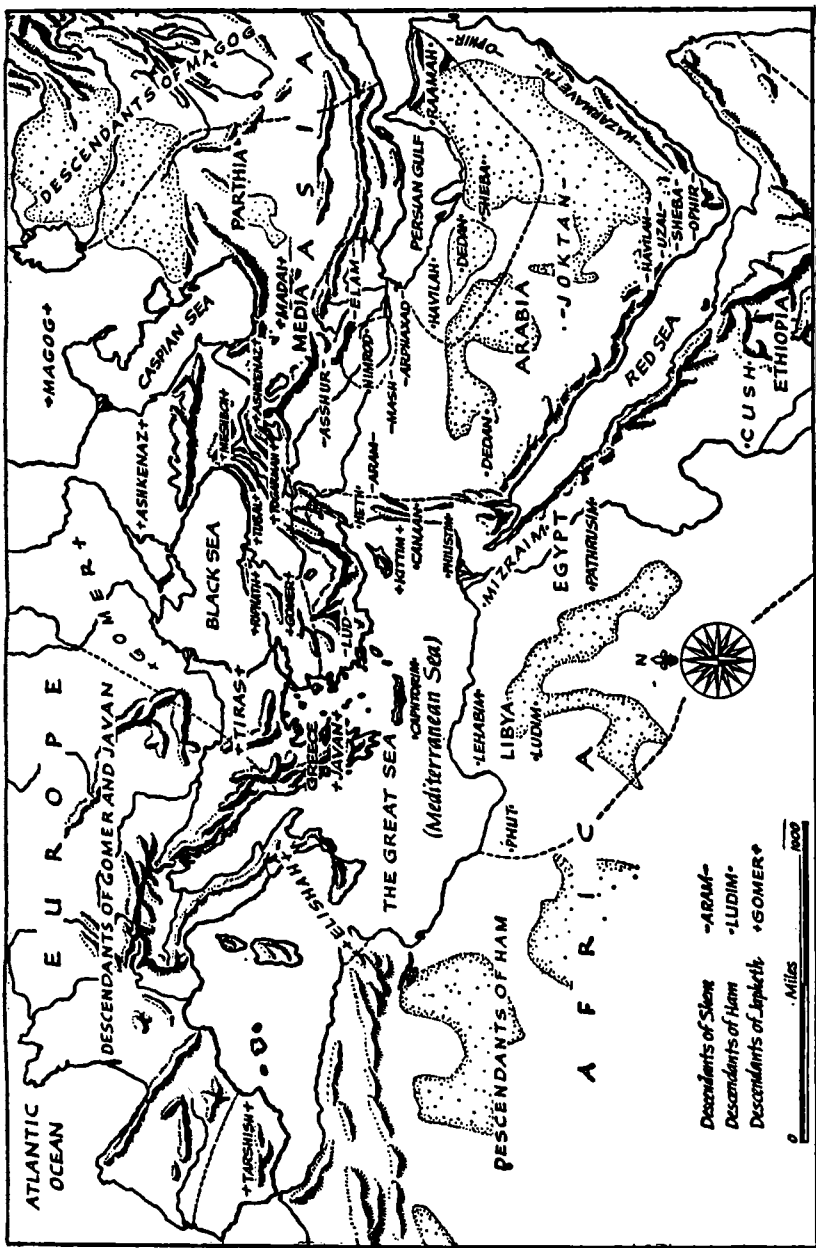 ATLANTIC
OCEAN
EUROPE
DESCENDANTS OF GOMER AND JAVAN
+TARSHISH+
+GOMER+
+TIRAS+
+ASHKENAZ+
+MAGOG+
DESCENDANTS OF MAGOG
BLACK SEA
CASPIAN SEA
PARTHIA
ASIA
+RIPHATH+
+GOMER+
+TUBAL+
+MESHECH+
+TOGARMAH+
+ASHKENAZ+
+MADAI+
MEDIA
GREECE
+JAVAN+
-LUD-
+ELISHAH+
THE GREAT SEA
(Mediterranean Sea)
•CAPHTORIM•
•HETH•
-ARAM-
+KITTIM+
•CANAAN•
•PHILISTIM•
-ASSHUR-
•NIMROD•
-ELAM-
-MASH-
-ARPHAXAD-
PERSIAN GULF
•HAVILAH•
•DEDAN•
•SHEBA•
•RAAMAH•
-OPHIR-
-HAZARMAVETH-
ARABIA
-JOKTAN-
•DEDAN•
-HAVILAH-
-UZAL-
-SHEBA-
-OPHIR-
RED SEA
•MIZRAIM•
EGYPT
•PATHRUSIM•
•CUSH•
ETHIOPIA
•LEHABIM•
LIBYA
•LUDIM•
•PHUT•
DESCENDANTS OF HAM
AFRICA
N
Descendants of Shem -ARAM-
Descendants of Ham •LUDIM•
Descendants of Japheth +GOMER+
0 Miles 1000